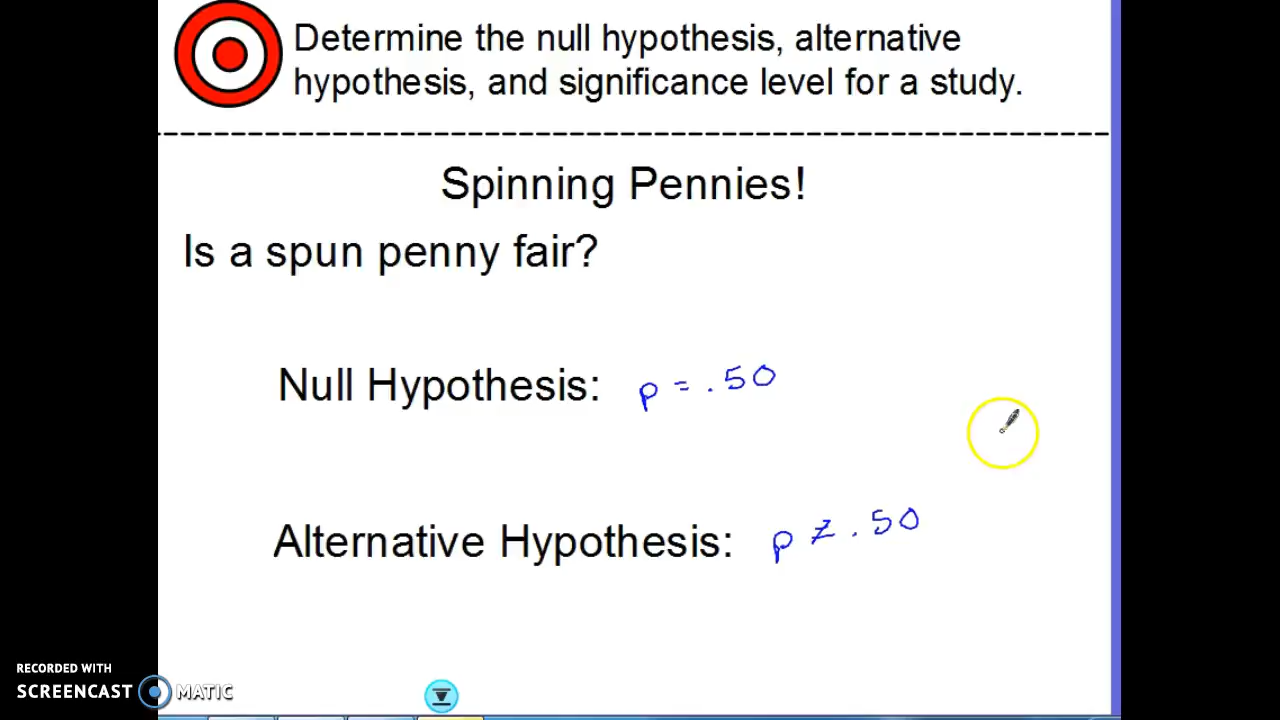 Determine the null hypothesis, alternative
hypothesis, and significance level for a study.
Spinning Pennies!
Is a spun penny fair?
Null Hypothesis: p = .50
Alternative Hypothesis: p ≠ .50
RECORDED WITH
SCREENCAST MATIC